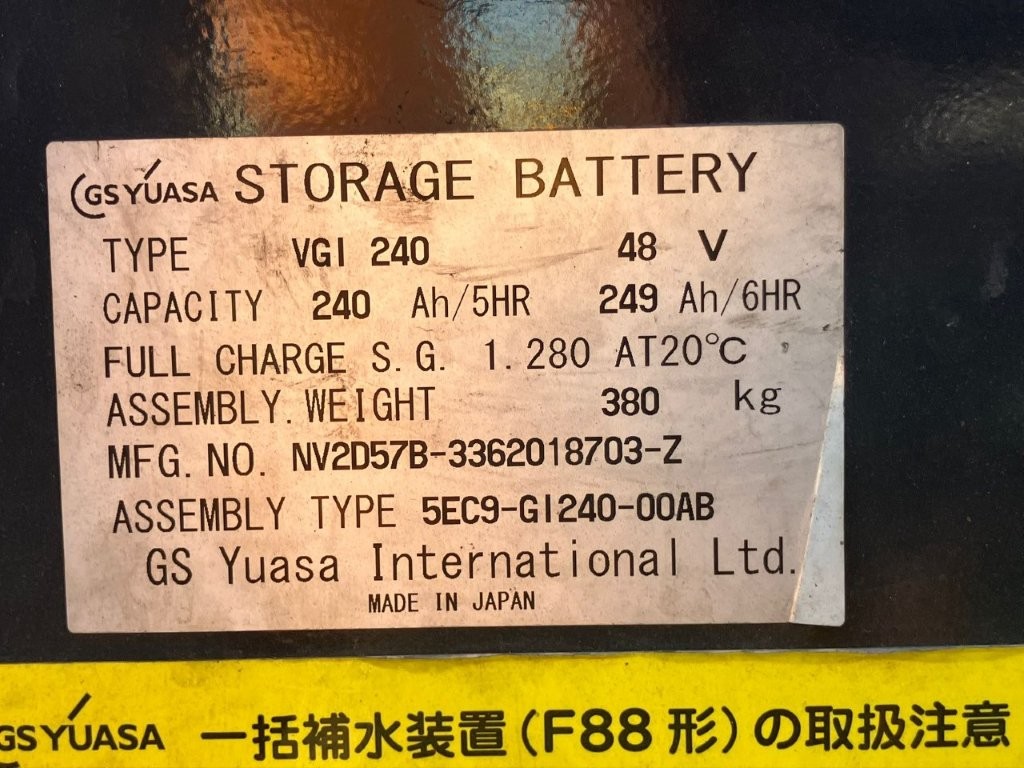 GS YUASA STORAGE BATTERY
TYPE VGI 240 48 V
CAPACITY 240 Ah/5HR 249 Ah/6HR
FULL CHARGE S.G. 1.280 AT20℃
ASSEMBLY.WEIGHT 380 kg
MFG.NO. NV2D57B-3362018703-Z
ASSEMBLY TYPE 5EC9-GI240-00AB
GS Yuasa International Ltd.
MADE IN JAPAN
GS YUASA 一括補水装置(F88形)の取扱注意